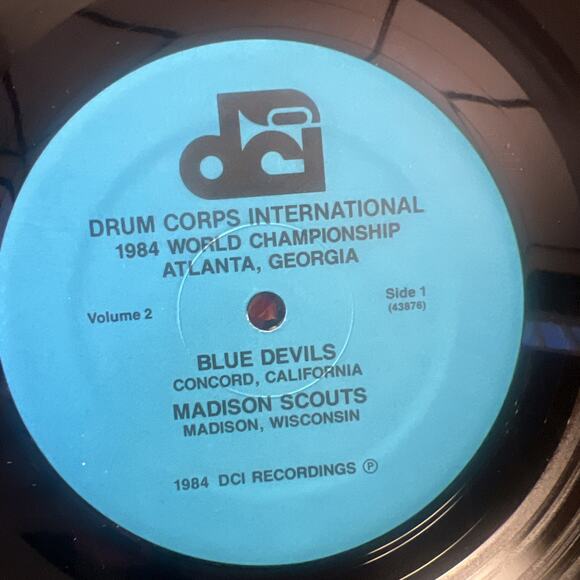 dci
DRUM CORPS INTERNATIONAL
1984 WORLD CHAMPIONSHIP
ATLANTA, GEORGIA
Volume 2
Side 1
(43876)
BLUE DEVILS
CONCORD, CALIFORNIA
MADISON SCOUTS
MADISON, WISCONSIN
1984 DCI RECORDINGS ℗